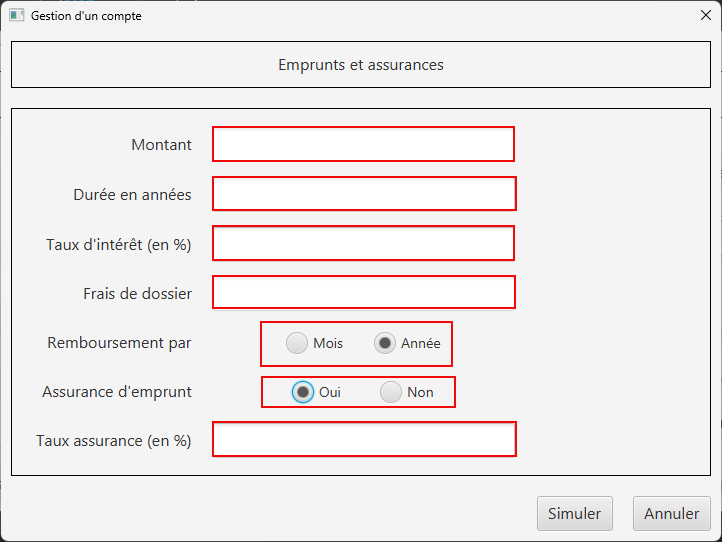 Gestion d'un compte
Emprunts et assurances
Montant
Durée en années
Taux d'intérêt (en %)
Frais de dossier
Remboursement par Mois Année
Assurance d'emprunt Oui Non
Taux assurance (en %)
Simuler Annuler